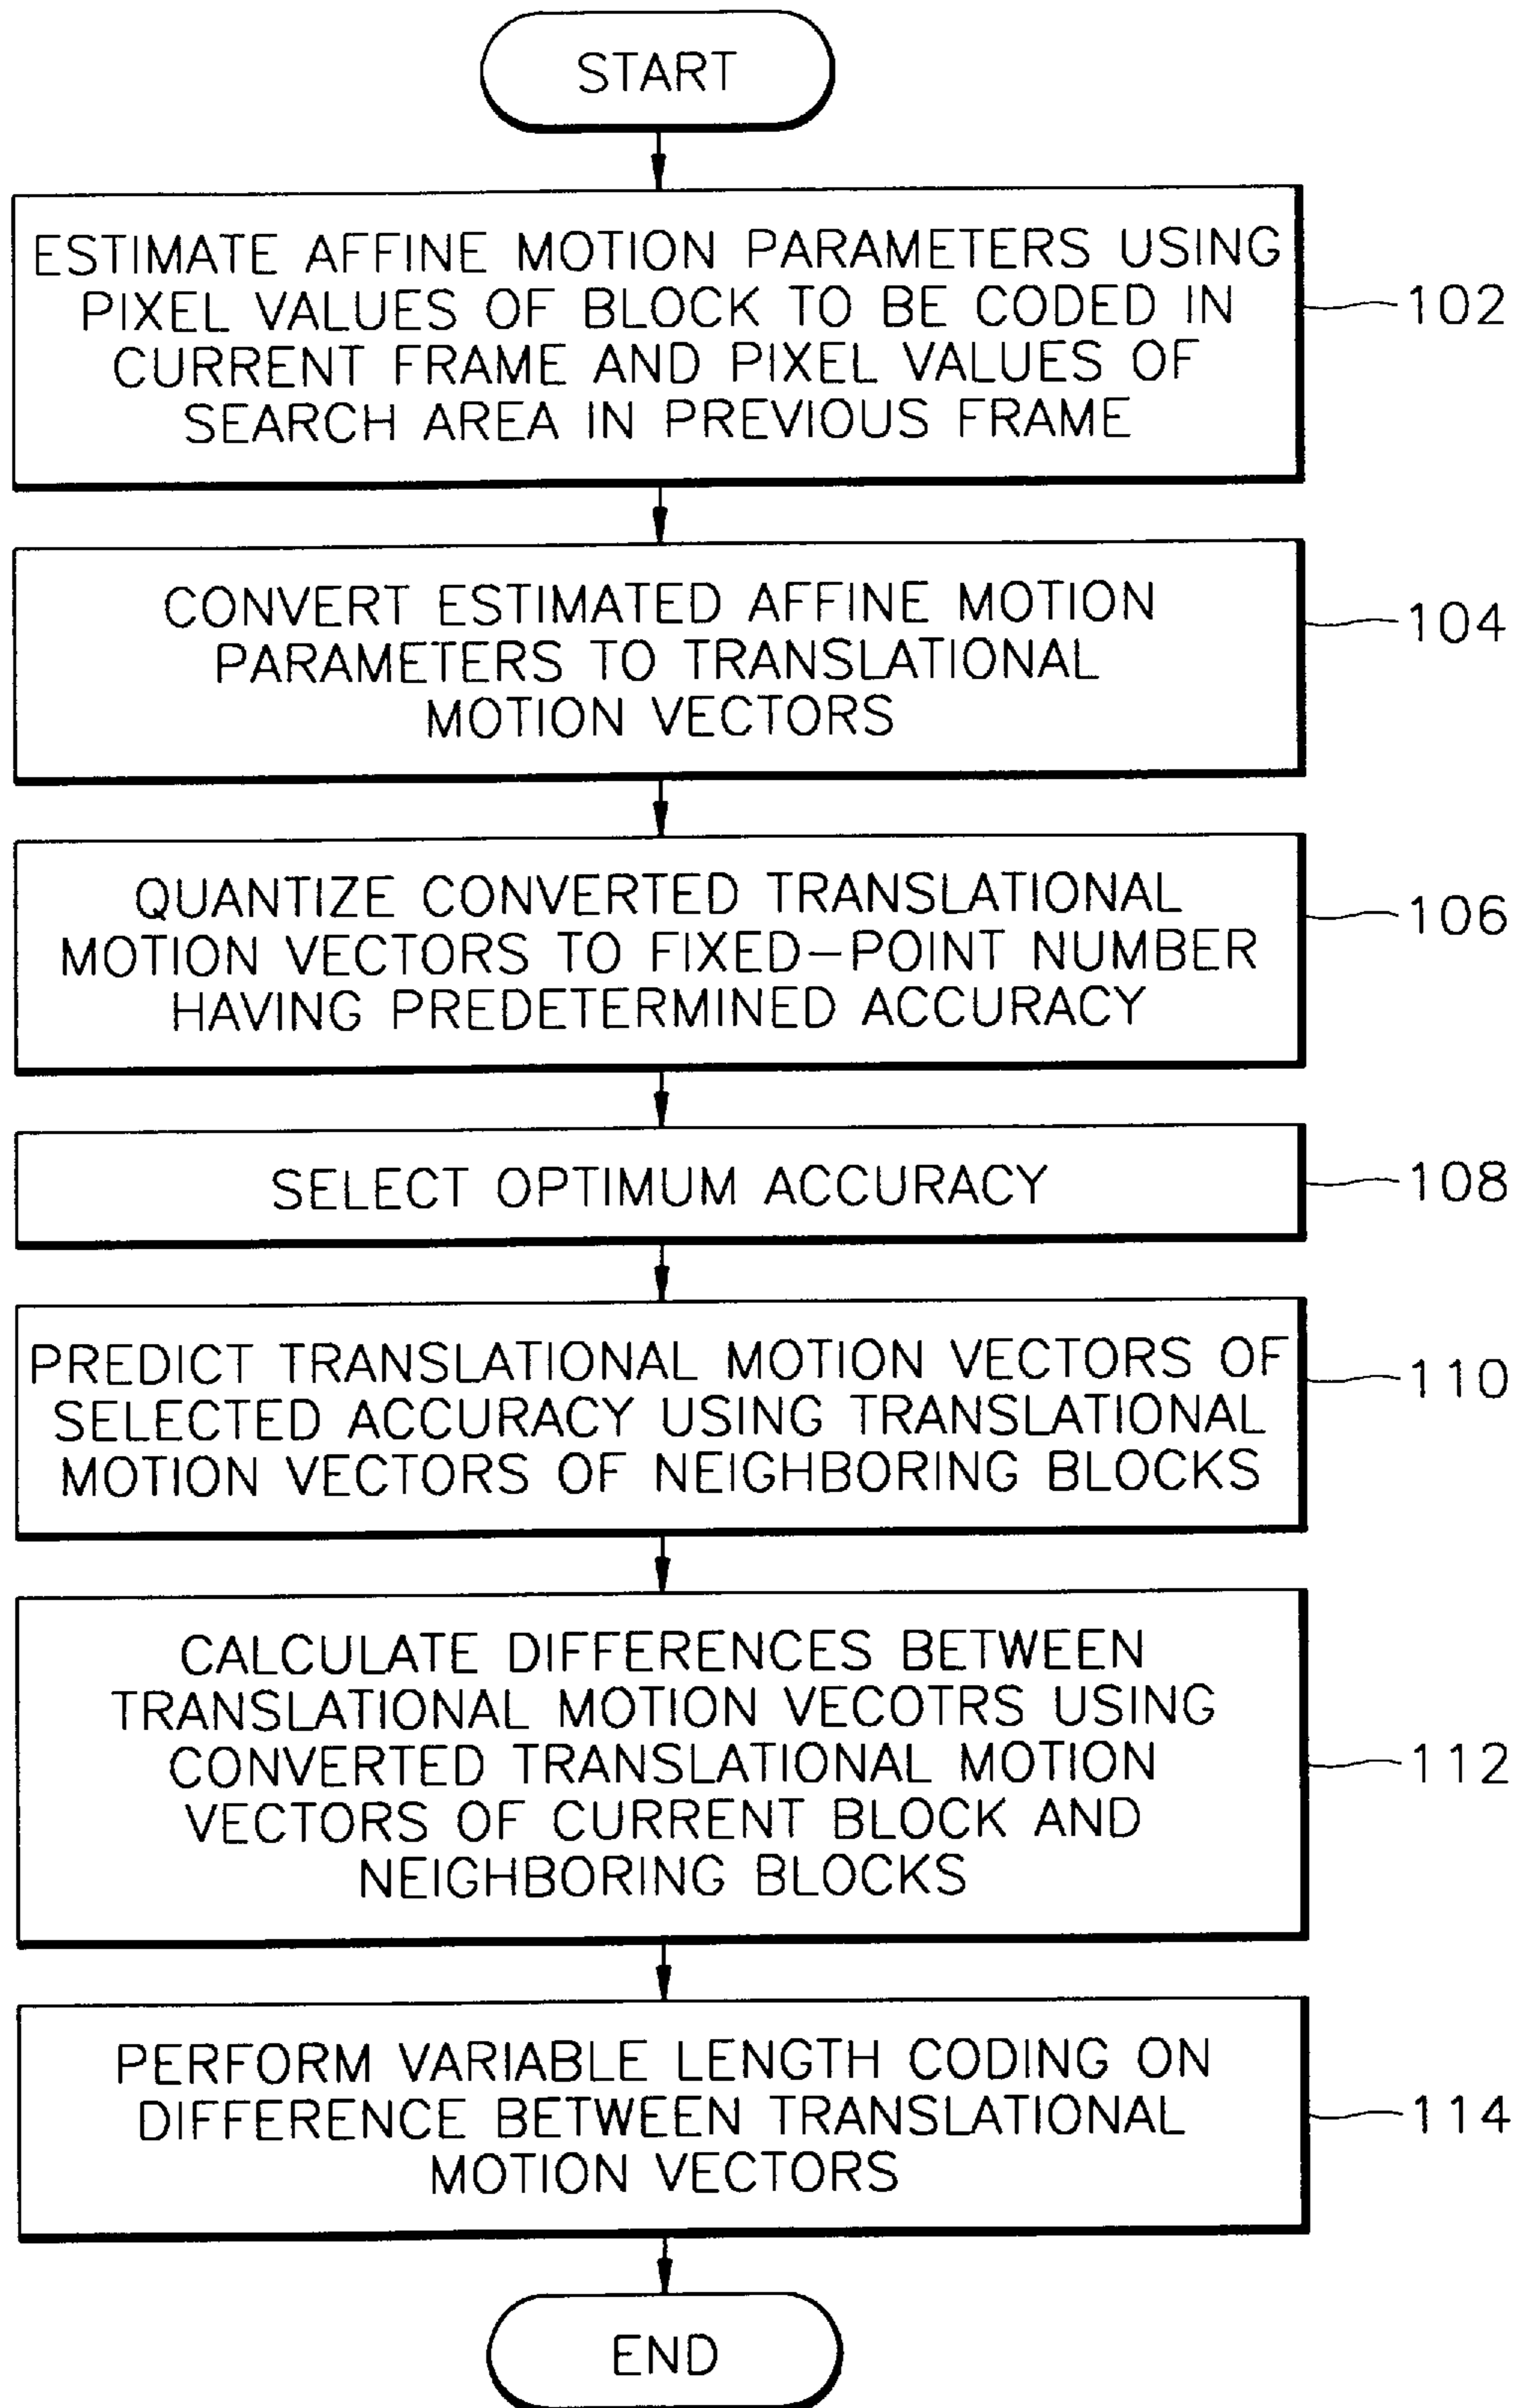 START
ESTIMATE AFFINE MOTION PARAMETERS USING
PIXEL VALUES OF BLOCK TO BE CODED IN
CURRENT FRAME AND PIXEL VALUES OF
SEARCH AREA IN PREVIOUS FRAME
102
CONVERT ESTIMATED AFFINE MOTION
PARAMETERS TO TRANSLATIONAL
MOTION VECTORS
104
QUANTIZE CONVERTED TRANSLATIONAL
MOTION VECTORS TO FIXED-POINT NUMBER
HAVING PREDETERMINED ACCURACY
106
SELECT OPTIMUM ACCURACY
108
PREDICT TRANSLATIONAL MOTION VECTORS OF
SELECTED ACCURACY USING TRANSLATIONAL
MOTION VECTORS OF NEIGHBORING BLOCKS
110
CALCULATE DIFFERENCES BETWEEN
TRANSLATIONAL MOTION VECOTRS USING
CONVERTED TRANSLATIONAL MOTION
VECTORS OF CURRENT BLOCK AND
NEIGHBORING BLOCKS
112
PERFORM VARIABLE LENGTH CODING ON
DIFFERENCE BETWEEN TRANSLATIONAL
MOTION VECTORS
114
END